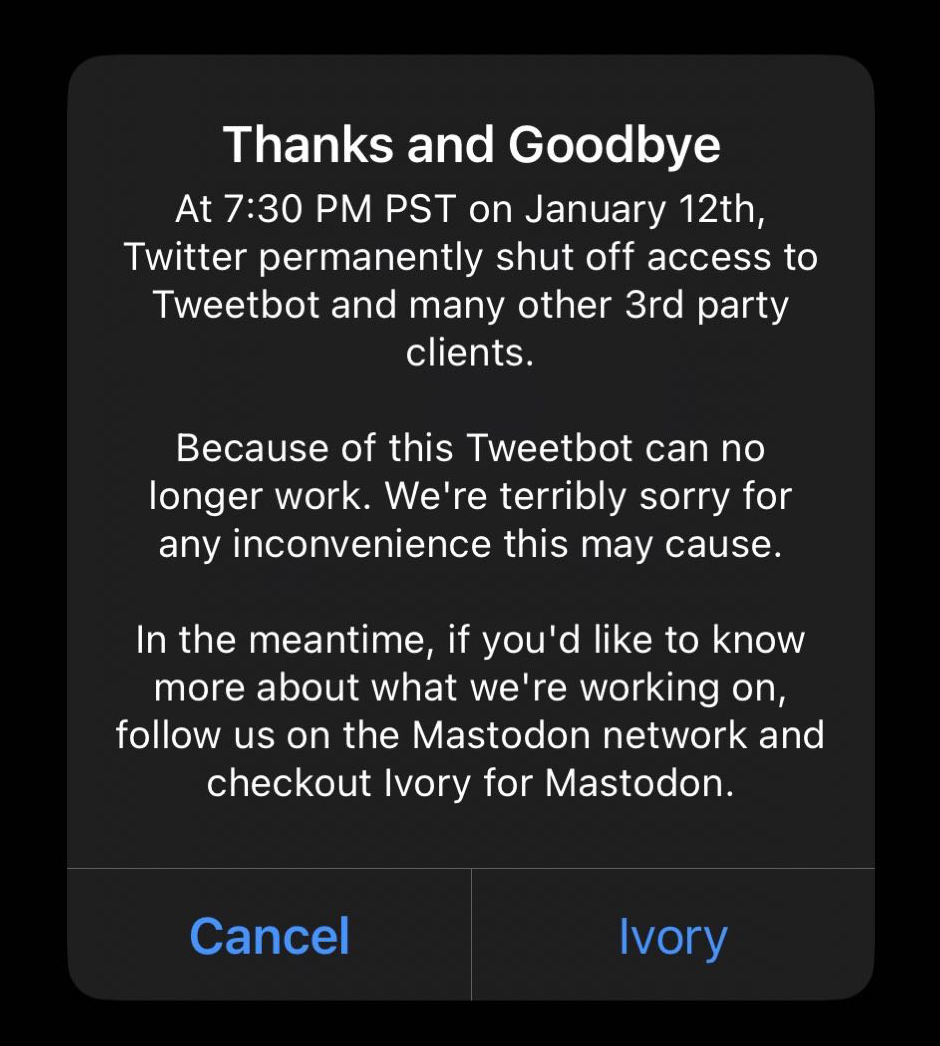 Thanks and Goodbye
At 7:30 PM PST on January 12th,
Twitter permanently shut off access to
Tweetbot and many other 3rd party
clients.
Because of this Tweetbot can no
longer work. We're terribly sorry for
any inconvenience this may cause.
In the meantime, if you'd like to know
more about what we're working on,
follow us on the Mastodon network and
checkout Ivory for Mastodon.
Cancel
Ivory